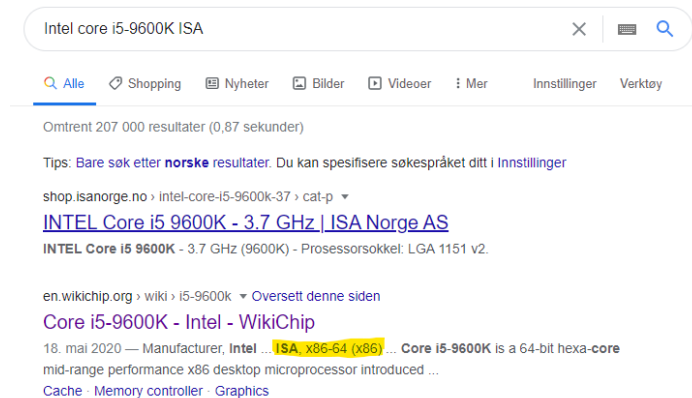 Intel core i5-9600K ISA
Alle Shopping Nyheter Bilder Videoer Mer Innstillinger Verktøy
Omtrent 207 000 resultater (0,87 sekunder)
Tips: Bare søk etter norske resultater. Du kan spesifisere søkespråket ditt i Innstillinger
shop.isanorge.no › intel-core-i5-9600k-37 › cat-p
INTEL Core i5 9600K - 3.7 GHz | ISA Norge AS
INTEL Core i5 9600K - 3.7 GHz (9600K) - Prosessorsokkel: LGA 1151 v2.
en.wikichip.org › wiki › i5-9600k Oversett denne siden
Core i5-9600K - Intel - WikiChip
18. mai 2020 — Manufacturer, Intel ... ISA, x86-64 (x86) ... Core i5-9600K is a 64-bit hexa-core
mid-range performance x86 desktop microprocessor introduced ...
Cache · Memory controller · Graphics